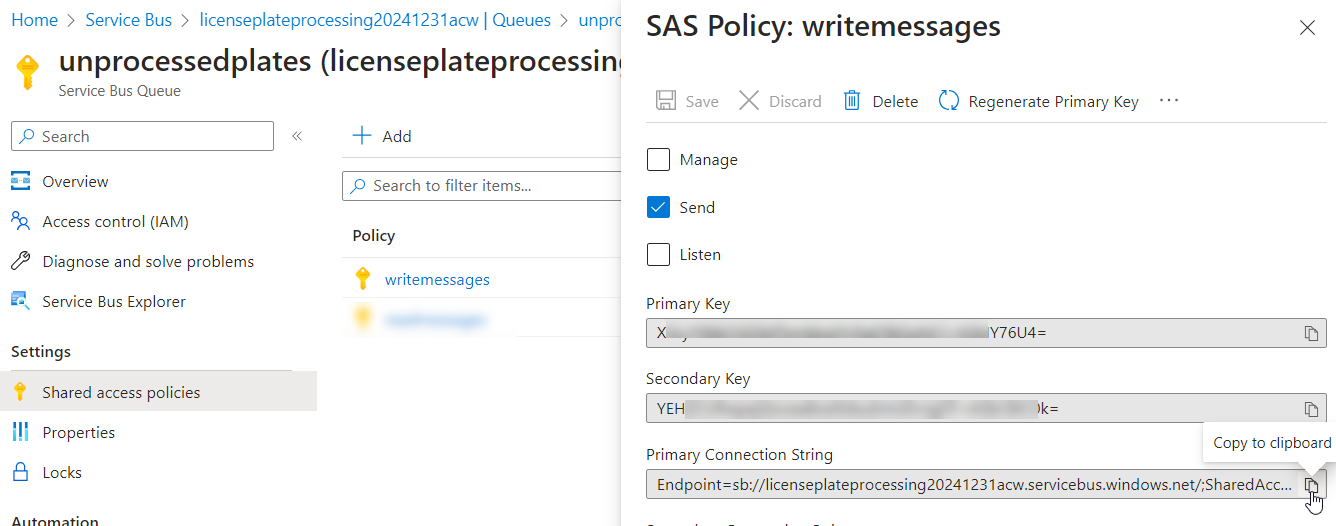 Home > Service Bus > licenseplateprocessing20241231acw | Queues > unpro
unprocessedplates (licenseplateprocessing
Service Bus Queue
Search
«
Overview
Access control (IAM)
Diagnose and solve problems
Service Bus Explorer
Settings
Shared access policies
Properties
Locks
Automation
Add
Search to filter items...
Policy
writemessages
SAS Policy: writemessages
Save Discard Delete Regenerate Primary Key ...
Manage
Send
Listen
Primary Key
Y76U4=
Secondary Key
YEH k=
Copy to clipboard
Primary Connection String
Endpoint=sb://licenseplateprocessing20241231acw.servicebus.windows.net/;SharedAcc...